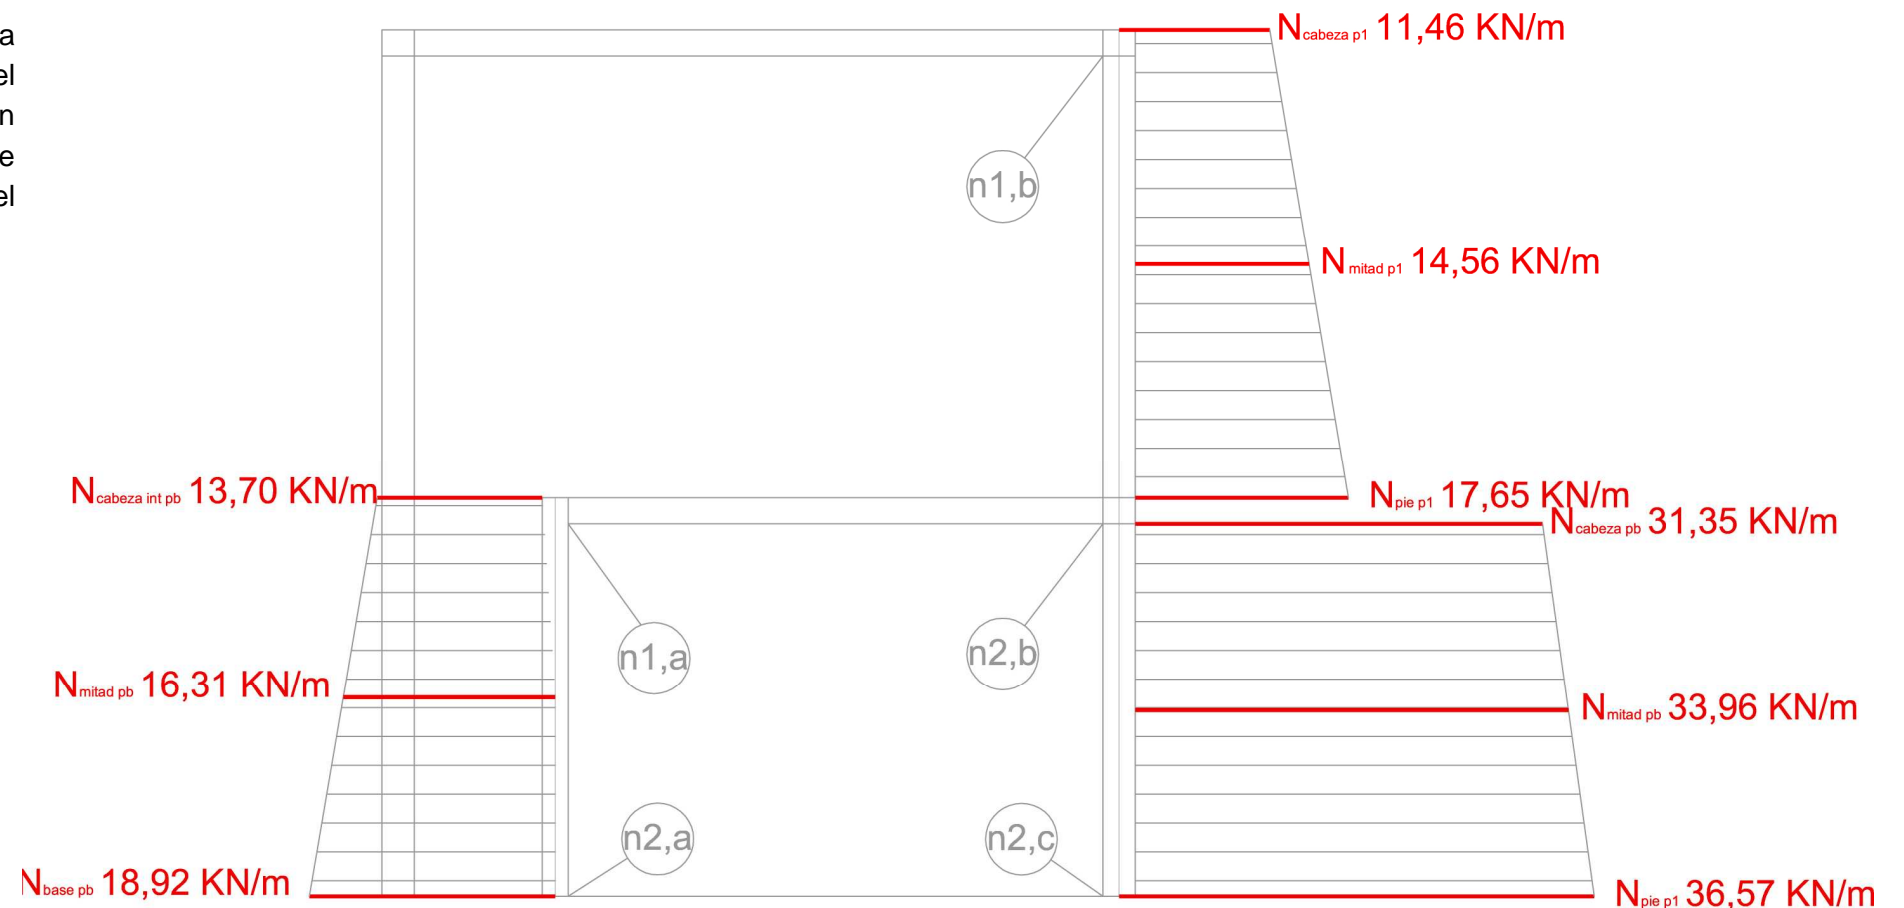 a
el
n
e
el
Ncabeza p1 11,46 KN/m
n1,b
Nmitad p1 14,56 KN/m
Ncabeza int pb 13,70 KN/m
Npie p1 17,65 KN/m
Ncabeza pb 31,35 KN/m
n1,a
n2,b
Nmitad pb 16,31 KN/m
Nmitad pb 33,96 KN/m
n2,a
n2,c
Nbase pb 18,92 KN/m
Npie p1 36,57 KN/m